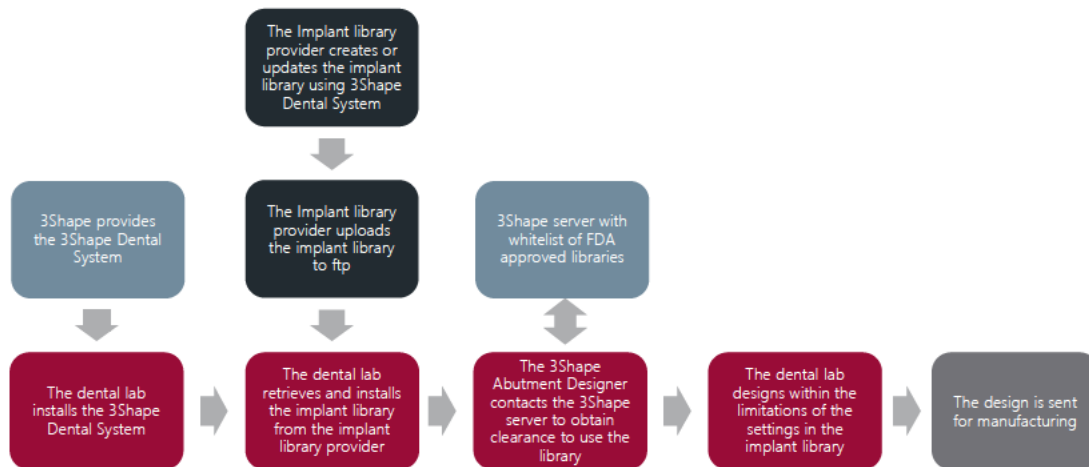 The Implant library
provider creates or
updates the implant
library using 3Shape
Dental System
3Shape provides
the 3Shape Dental
System
The Implant library
provider uploads
the implant library
to ftp
3Shape server with
whitelist of FDA
approved libraries
The dental lab
installs the 3Shape
Dental System
The dental lab
retrieves and installs
the implant library
from the implant
library provider
The 3Shape
Abutment Designer
contacts the 3Shape
server to obtain
clearance to use the
library
The dental lab
designs within the
limitations of the
settings in the
implant library
The design is sent
for manufacturing